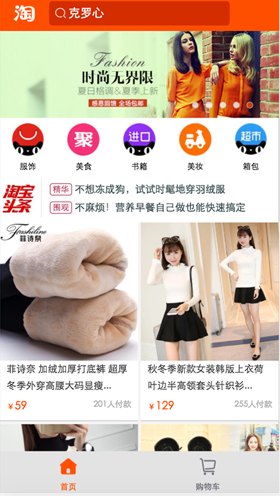 淘
克罗心
Fashion
时尚无界限
夏日格调&夏季上新
感恩回馈 全场包邮
聚
进口
超市
服饰
美食
书籍
美妆
箱包
淘宝头条
精华 不想冻成狗，试试时髦地穿羽绒服
围观 不麻烦！营养早餐自己做也能快速搞定
Fxshiline
菲诗奈
菲诗奈 加绒加厚打底裤 超厚
冬季外穿高腰大码显瘦...
¥59
201人付款
秋冬季新款女装韩版上衣荷
叶边半高领套头针织衫...
¥129
255人付款
首页
购物车